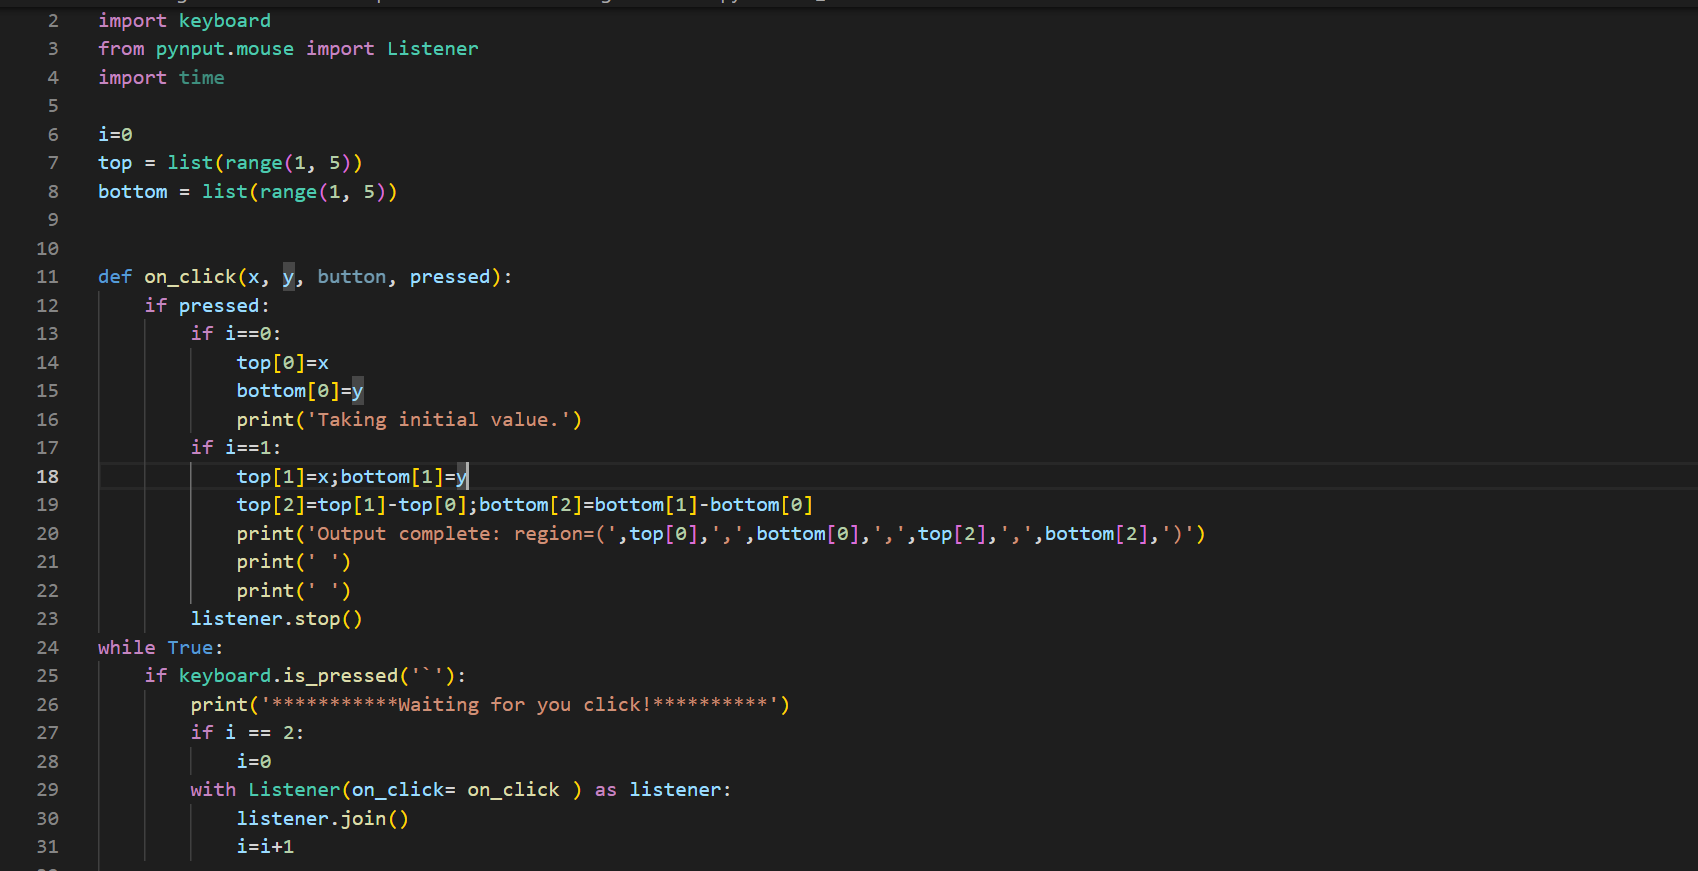 2 import keyboard
3 from pynput.mouse import Listener
4 import time
5
6 i=0
7 top = list(range(1, 5))
8 bottom = list(range(1, 5))
9
10
11 def on_click(x, y, button, pressed):
12     if pressed:
13         if i==0:
14             top[0]=x
15             bottom[0]=y
16             print('Taking initial value.')
17         if i==1:
18             top[1]=x;bottom[1]=y
19             top[2]=top[1]-top[0];bottom[2]=bottom[1]-bottom[0]
20             print('Output complete: region=(',top[0],',',bottom[0],',',top[2],',',bottom[2],')')
21             print(' ')
22             print(' ')
23         listener.stop()
24 while True:
25     if keyboard.is_pressed('`'):
26         print('***********Waiting for you click!**********')
27         if i == 2:
28             i=0
29         with Listener(on_click= on_click ) as listener:
30             listener.join()
31             i=i+1